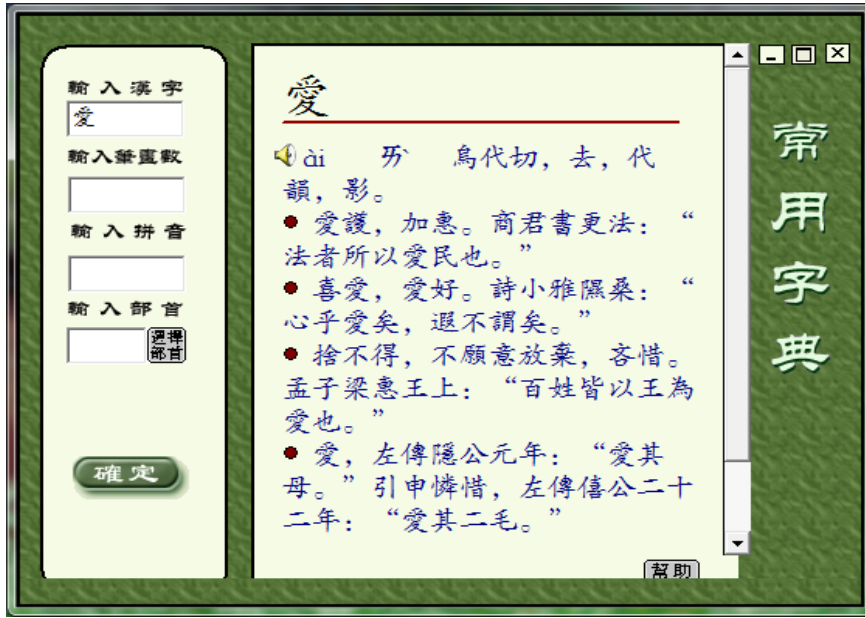 輸入漢字
愛
輸入筆畫數
輸入拼音
輸入部首
選擇
部首
確定
愛
ài ㄞˋ 烏代切，去，代
韻，影。
● 愛護，加惠。商君書更法：“
法者所以愛民也。”
● 喜愛，愛好。詩小雅隰桑：“
心乎愛矣，遐不謂矣。”
● 捨不得，不願意放棄，吝惜。
孟子梁惠王上：“百姓皆以王為
愛也。”
● 愛，左傳隱公元年：“愛其
母。”引申憐惜，左傳僖公二十
二年：“愛其二毛。”
幫助
常用字典